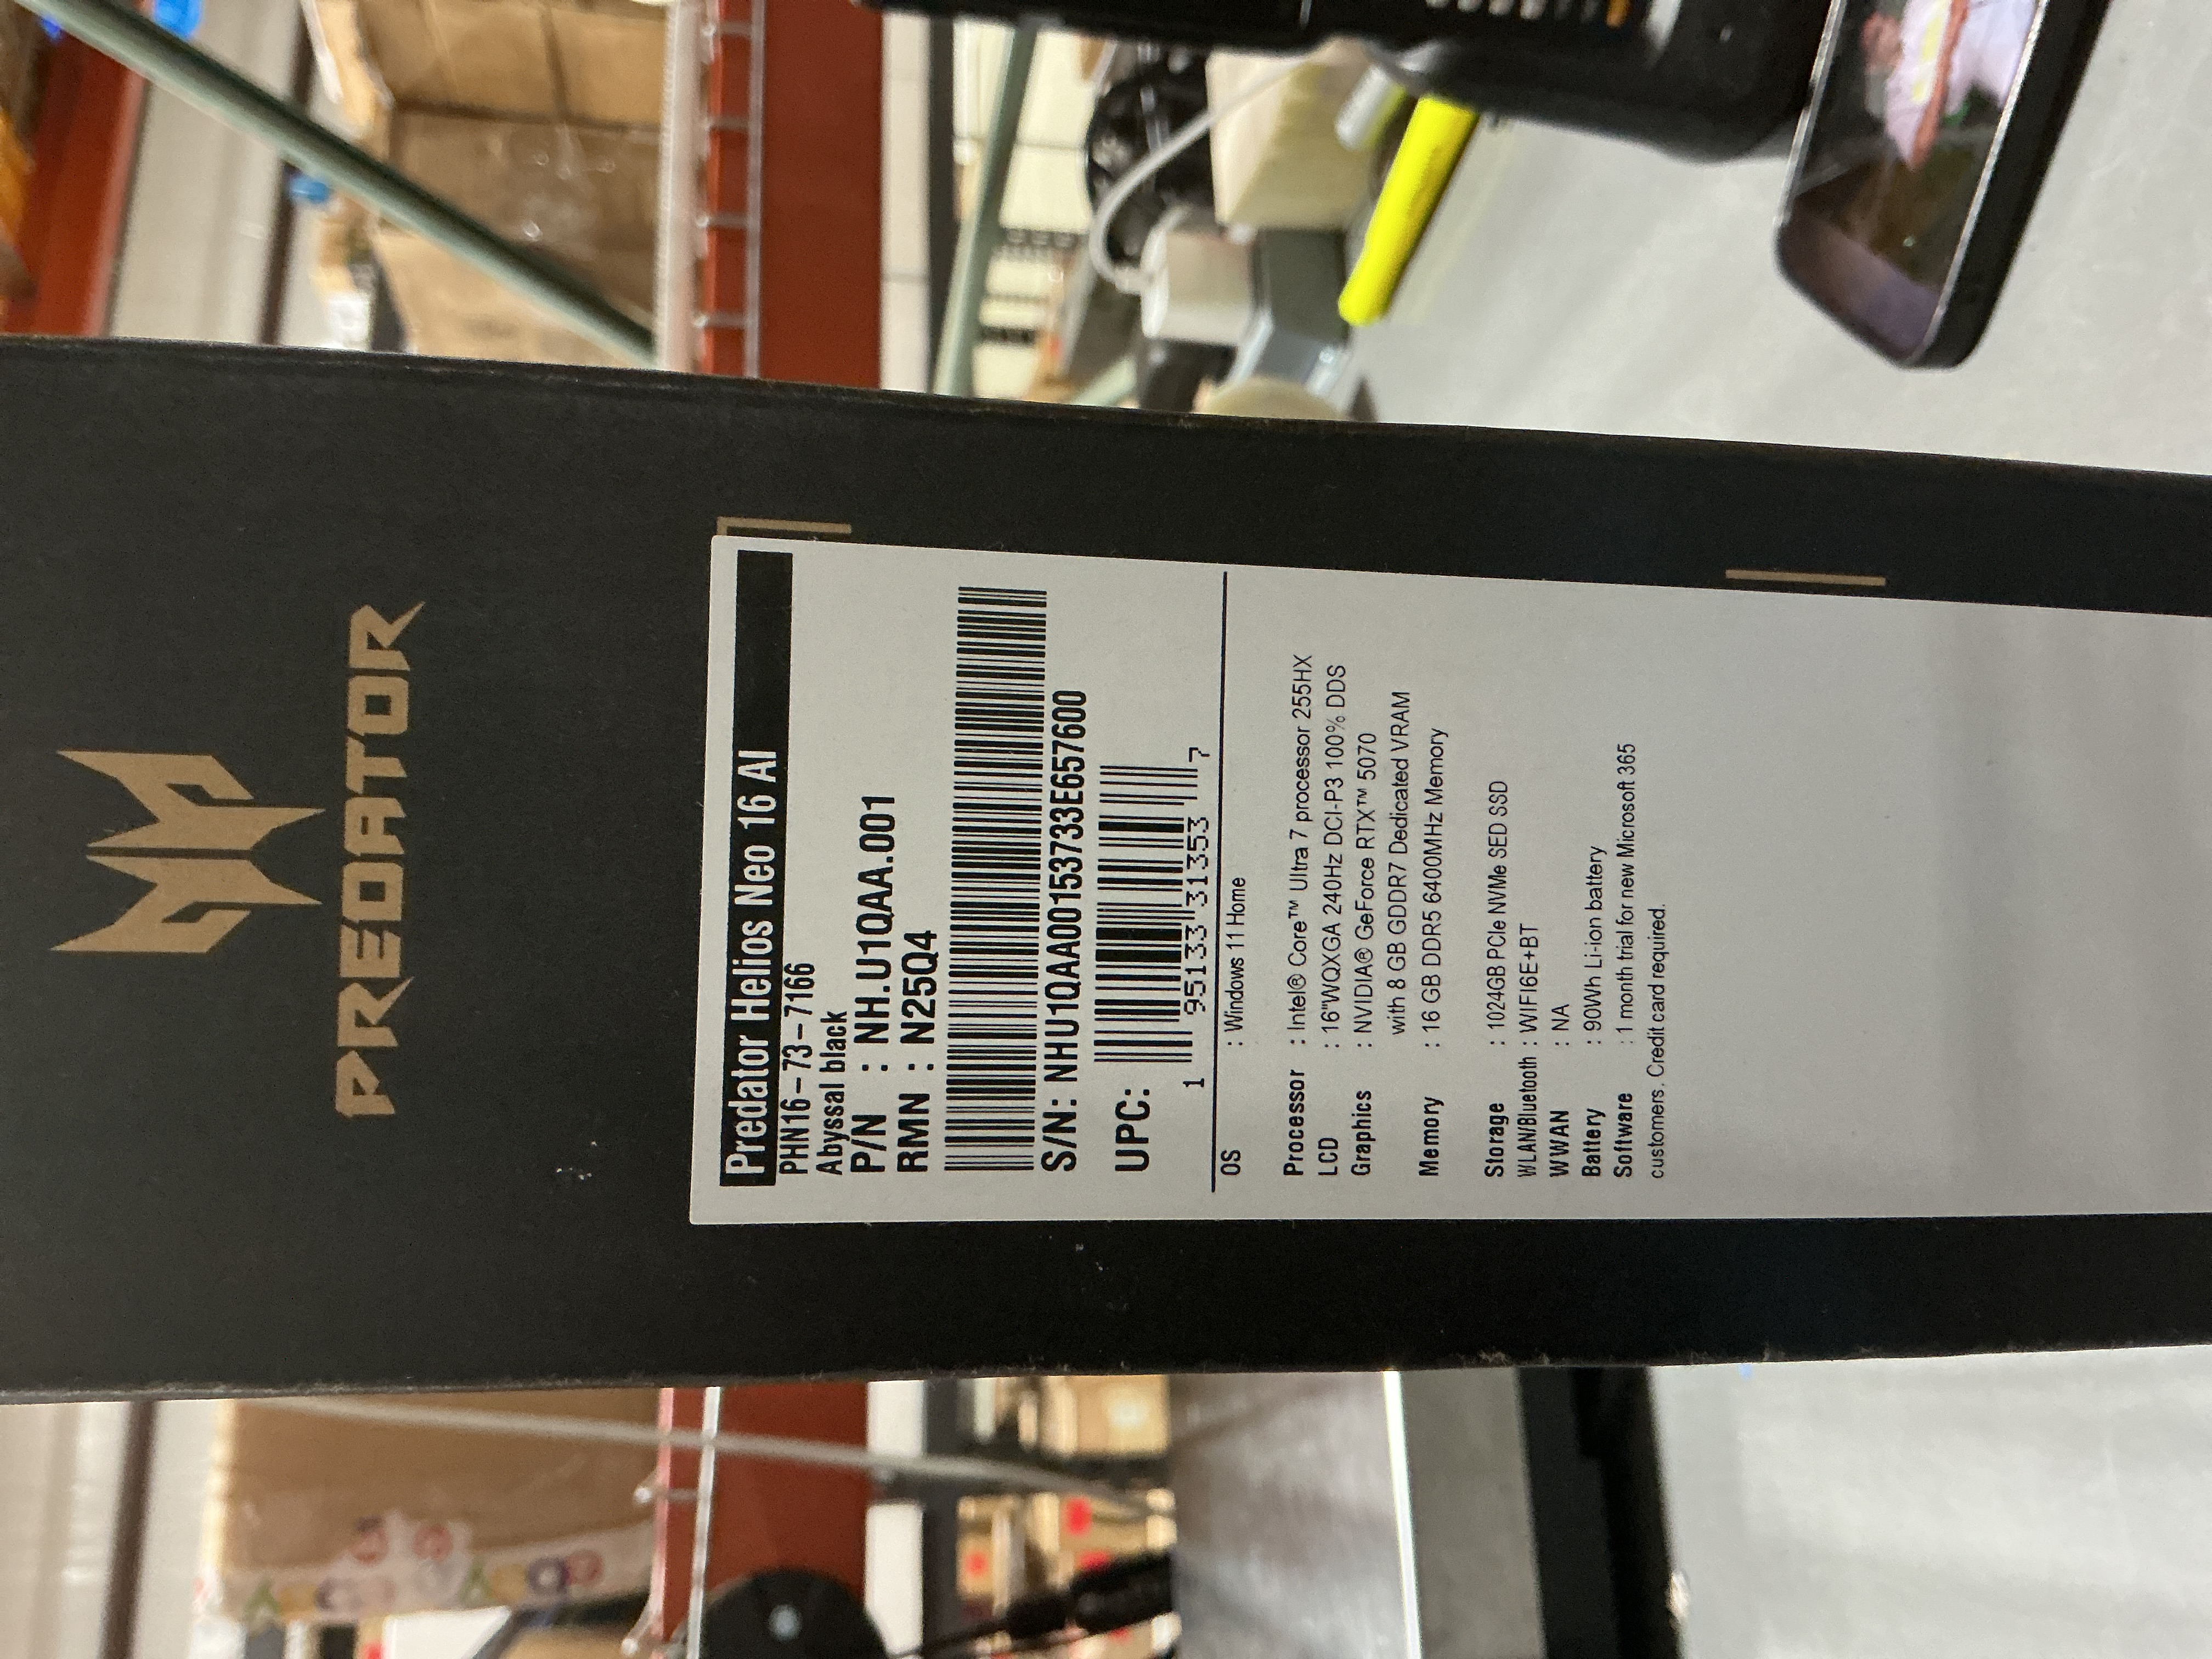 PREDATOR
Predator Helios Neo 16 AI
PHN16-73-7166
Abyssal black
P/N : NH.U1QAA.001
RMN : N25Q4
S/N: NHU1QAA00153733E657600
UPC:
1 95133 31353 7
OS : Windows 11 Home
Processor : Intel® Core™ Ultra 7 processor 255HX
LCD : 16"WQXGA 240Hz DCI-P3 100% DDS
Graphics : NVIDIA® GeForce RTX™ 5070
with 8 GB GDDR7 Dedicated VRAM
Memory : 16 GB DDR5 6400MHz Memory
Storage : 1024GB PCIe NVMe SED SSD
WLAN/Bluetooth : WIFI6E+BT
WWAN : NA
Battery : 90Wh Li-ion battery
Software : 1 month trial for new Microsoft 365
customers. Credit card required.